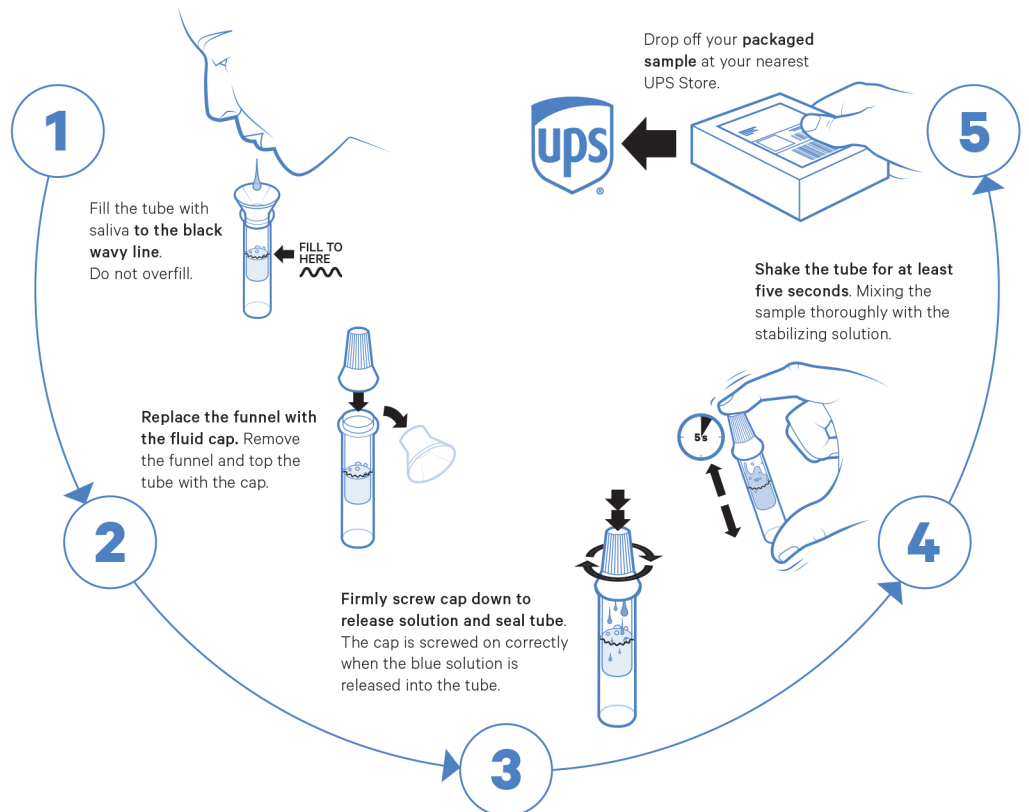 1
Fill the tube with
saliva to the black
wavy line.
Do not overfill.
FILL TO
HERE
2
Replace the funnel with
the fluid cap. Remove
the funnel and top the
tube with the cap.
3
Firmly screw cap down to
release solution and seal tube.
The cap is screwed on correctly
when the blue solution is
released into the tube.
4
Shake the tube for at least
five seconds. Mixing the
sample thoroughly with the
stabilizing solution.
5's
5
Drop off your packaged
sample at your nearest
UPS Store.
ups
®